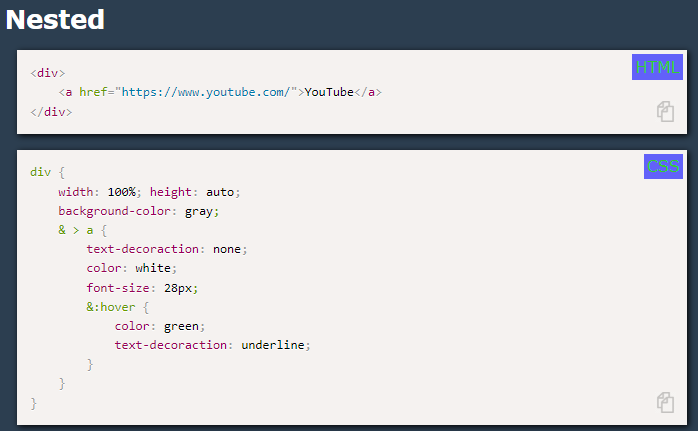 Nested
HTML
<div>
    <a href="https://www.youtube.com/">YouTube</a>
</div>
CSS
div {
    width: 100%; height: auto;
    background-color: gray;
    & > a {
        text-decoraction: none;
        color: white;
        font-size: 28px;
        &:hover {
            color: green;
            text-decoraction: underline;
        }
    }
}